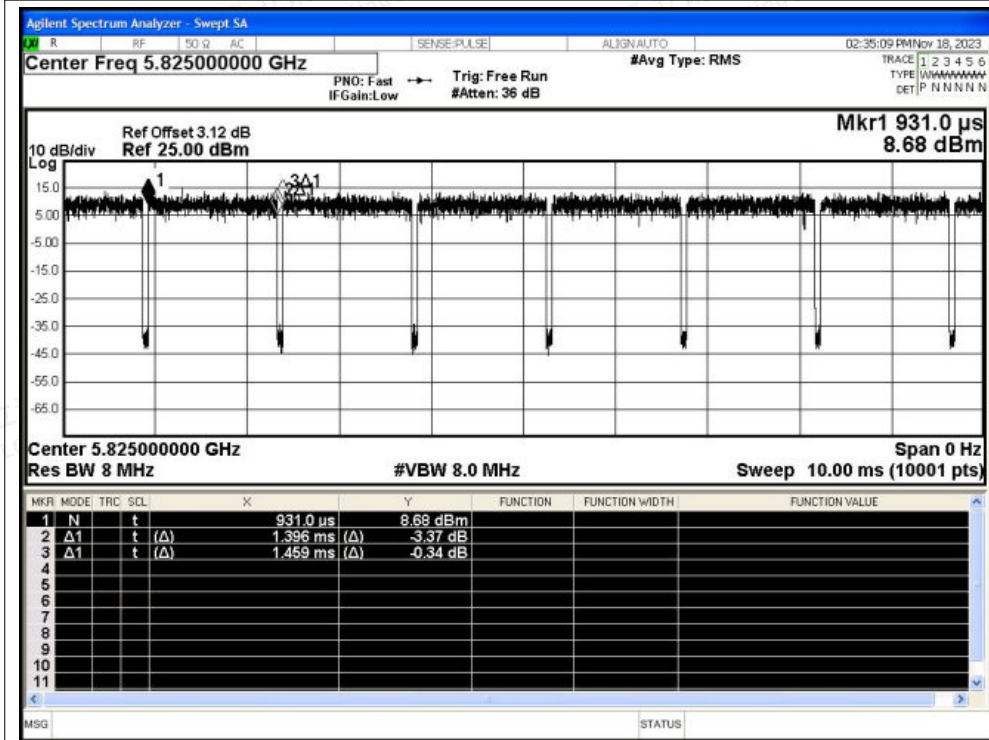 Agilent Spectrum Analyzer - Swept SA
LXI R RF 50 Ω AC SENSE:PULSE ALIGNAUTO 02:35:09 PM Nov 18, 2023
Center Freq 5.825000000 GHz #Avg Type: RMS TRACE 1 2 3 4 5 6
PNO: Fast Trig: Free Run TYPE
IFGain:Low #Atten: 36 dB DET P N N N N N
Mkr1 931.0 µs
Ref Offset 3.12 dB
10 dB/div Ref 25.00 dBm 8.68 dBm
Log
1 3Δ1
15.0
5.00
-5.00
-15.0
-25.0
-35.0
-45.0
-55.0
-65.0
Center 5.825000000 GHz Span 0 Hz
Res BW 8 MHz #VBW 8.0 MHz Sweep 10.00 ms (10001 pts)
MKR MODE TRC SCL X Y FUNCTION FUNCTION WIDTH FUNCTION VALUE
1 N t 931.0 µs 8.68 dBm
2 Δ1 t (Δ) 1.396 ms (Δ) -3.37 dB
3 Δ1 t (Δ) 1.459 ms (Δ) -0.34 dB
4
5
6
7
8
9
10
11
MSG STATUS